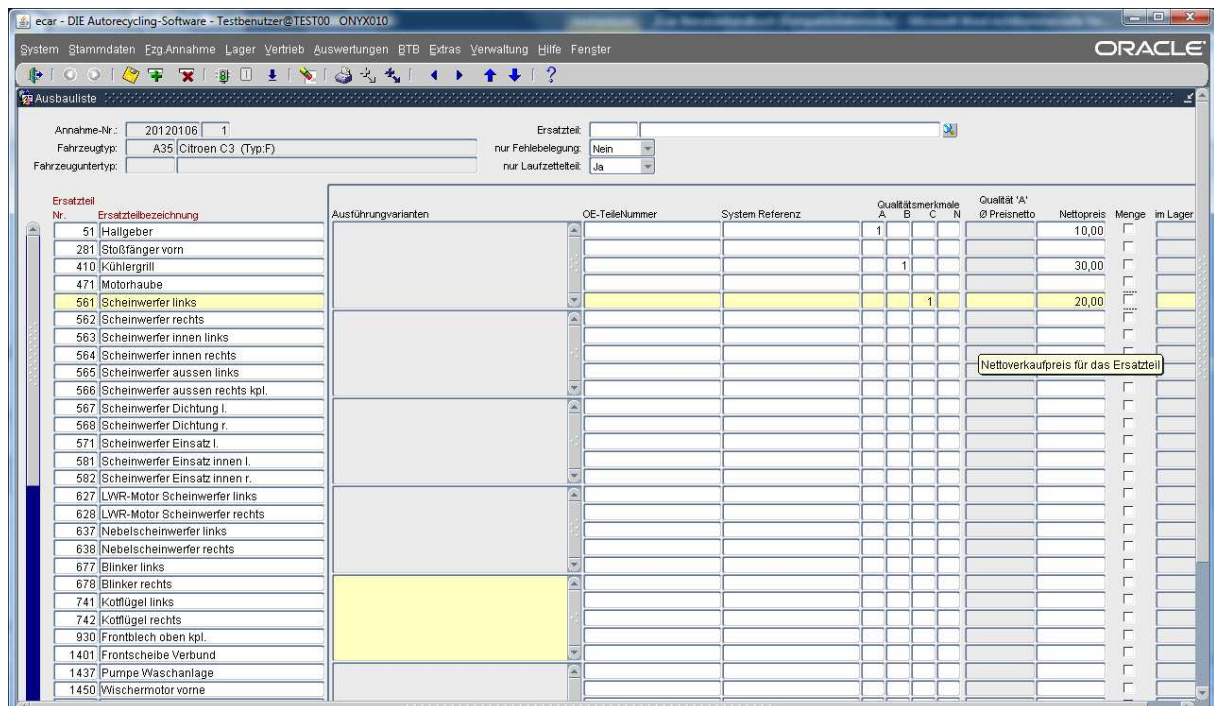 ecar - DIE Autorecycling-Software - Testbenutzer@TEST00 ONYX010
System Stammdaten Fzg.Annahme Lager Vertrieb Auswertungen BTB Extras Verwaltung Hilfe Fenster ORACLE
Ausbauliste
Annahme-Nr.: 20120106 1 Ersatzteil:
Fahrzeugtyp: A35 Citroen C3 (Typ:F) nur Fehlebelegung: Nein
Fahrzeuguntertyp: nur Laufzettelteil: Ja
Ersatzteil Qualitätsmerkmale Qualität 'A'
Nr. Ersatzteilbezeichnung Ausführungvarianten OE-TeileNummer System Referenz A B C N Ø Preisnetto Nettopreis Menge im Lager
51 Hallgeber 1 10,00
281 Stoßfänger vorn
410 Kühlergrill 1 30,00
471 Motorhaube
561 Scheinwerfer links 1 20,00
562 Scheinwerfer rechts
563 Scheinwerfer innen links
564 Scheinwerfer innen rechts
565 Scheinwerfer aussen links Nettoverkaufpreis für das Ersatzteil
566 Scheinwerfer aussen rechts kpl.
567 Scheinwerfer Dichtung l.
568 Scheinwerfer Dichtung r.
571 Scheinwerfer Einsatz l.
581 Scheinwerfer Einsatz innen l.
582 Scheinwerfer Einsatz innen r.
627 LWR-Motor Scheinwerfer links
628 LWR-Motor Scheinwerfer rechts
637 Nebelscheinwerfer links
638 Nebelscheinwerfer rechts
677 Blinker links
678 Blinker rechts
741 Kotflügel links
742 Kotflügel rechts
930 Frontblech oben kpl.
1401 Frontscheibe Verbund
1437 Pumpe Waschanlage
1450 Wischermotor vorne